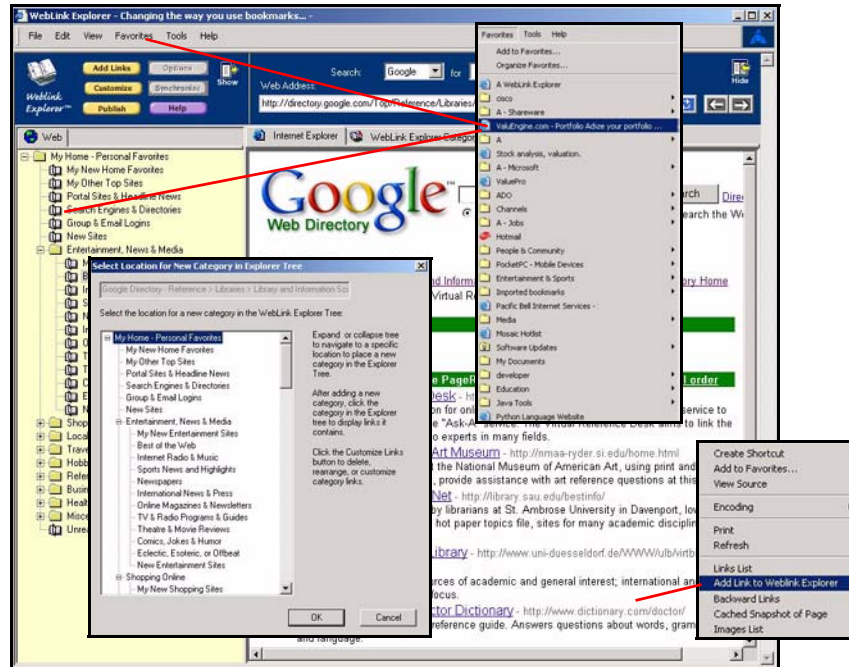 WebLink Explorer - Changing the way you use bookmarks... -
File Edit View Favorites Tools Help
Weblink Explorer™
Add Links
Options
Customize
Synchronize
Publish
Help
Show
Search:
Google
for
Web Address:
http://directory.google.com/Top/Reference/Libraries/
Hide
Web
Internet Explorer
WebLink Explorer Category
My Home - Personal Favorites
My New Home Favorites
My Other Top Sites
Portal Sites & Headline News
Search Engines & Directories
Group & Email Logins
New Sites
Entertainment, News & Media
Google™
Web Directory
Favorites Tools Help
Add to Favorites...
Organize Favorites...
A WebLink Explorer
cisco
A - Shareware
ValuEngine.com - Portfolio Adize your portfolio ...
A
Stock analysis, valuation.
A - Microsoft
ValuePro
ADO
Channels
A - Jobs
Hotmail
People & Community
PocketPC - Mobile Devices
Entertainment & Sports
Imported bookmarks
Pacific Bell Internet Services -
Media
Mosaic Hotlist
Software Updates
My Documents
developer
Education
Java Tools
Python Language Website
Select Location for New Category in Explorer Tree
Google Directory - Reference > Libraries > Library and Information Sci
Select the location for a new category in the WebLink Explorer Tree:
My Home - Personal Favorites
My New Home Favorites
My Other Top Sites
Portal Sites & Headline News
Search Engines & Directories
Group & Email Logins
New Sites
Entertainment, News & Media
My New Entertainment Sites
Best of the Web
Internet Radio & Music
Sports News and Highlights
Newspapers
International News & Press
Online Magazines & Newsletters
TV & Radio Programs & Guides
Theatre & Movie Reviews
Comics, Jokes & Humor
Eclectic, Esoteric, or Offbeat
New Entertainment Sites
Shopping Online
My New Shopping Sites
Expand or collapse tree
to navigate to a specific
location to place a new
category in the Explorer
Tree.
After adding a new
category, click the
category in the Explorer
tree to display links it
contains.
Click the Customize Links
button to delete,
rearrange, or customize
category links.
OK
Cancel
ory Home
Virtual
l order
service to
"Ask-A" service. The Virtual Reference Desk aims to link the
o experts in many fields.
Art Museum - http://nmaa-ryder.si.edu/home.html
t the National Museum of American Art, using print and
, provide assistance with art reference questions at this
Net - http://library.sau.edu/bestinfo/
by librarians at St. Ambrose University in Davenport, Iow
hot paper topics file, sites for many academic disciplin
Library - http://www.uni-duesseldorf.de/WWW/ulb/virtb
rces of academic and general interest; international an
focus.
ctor Dictionary - http://www.dictionary.com/doctor/
reference guide. Answers questions about words, gram
and language.
Create Shortcut
Add to Favorites...
View Source
Encoding
Print
Refresh
Links List
Add Link to Weblink Explorer
Backward Links
Cached Snapshot of Page
Images List